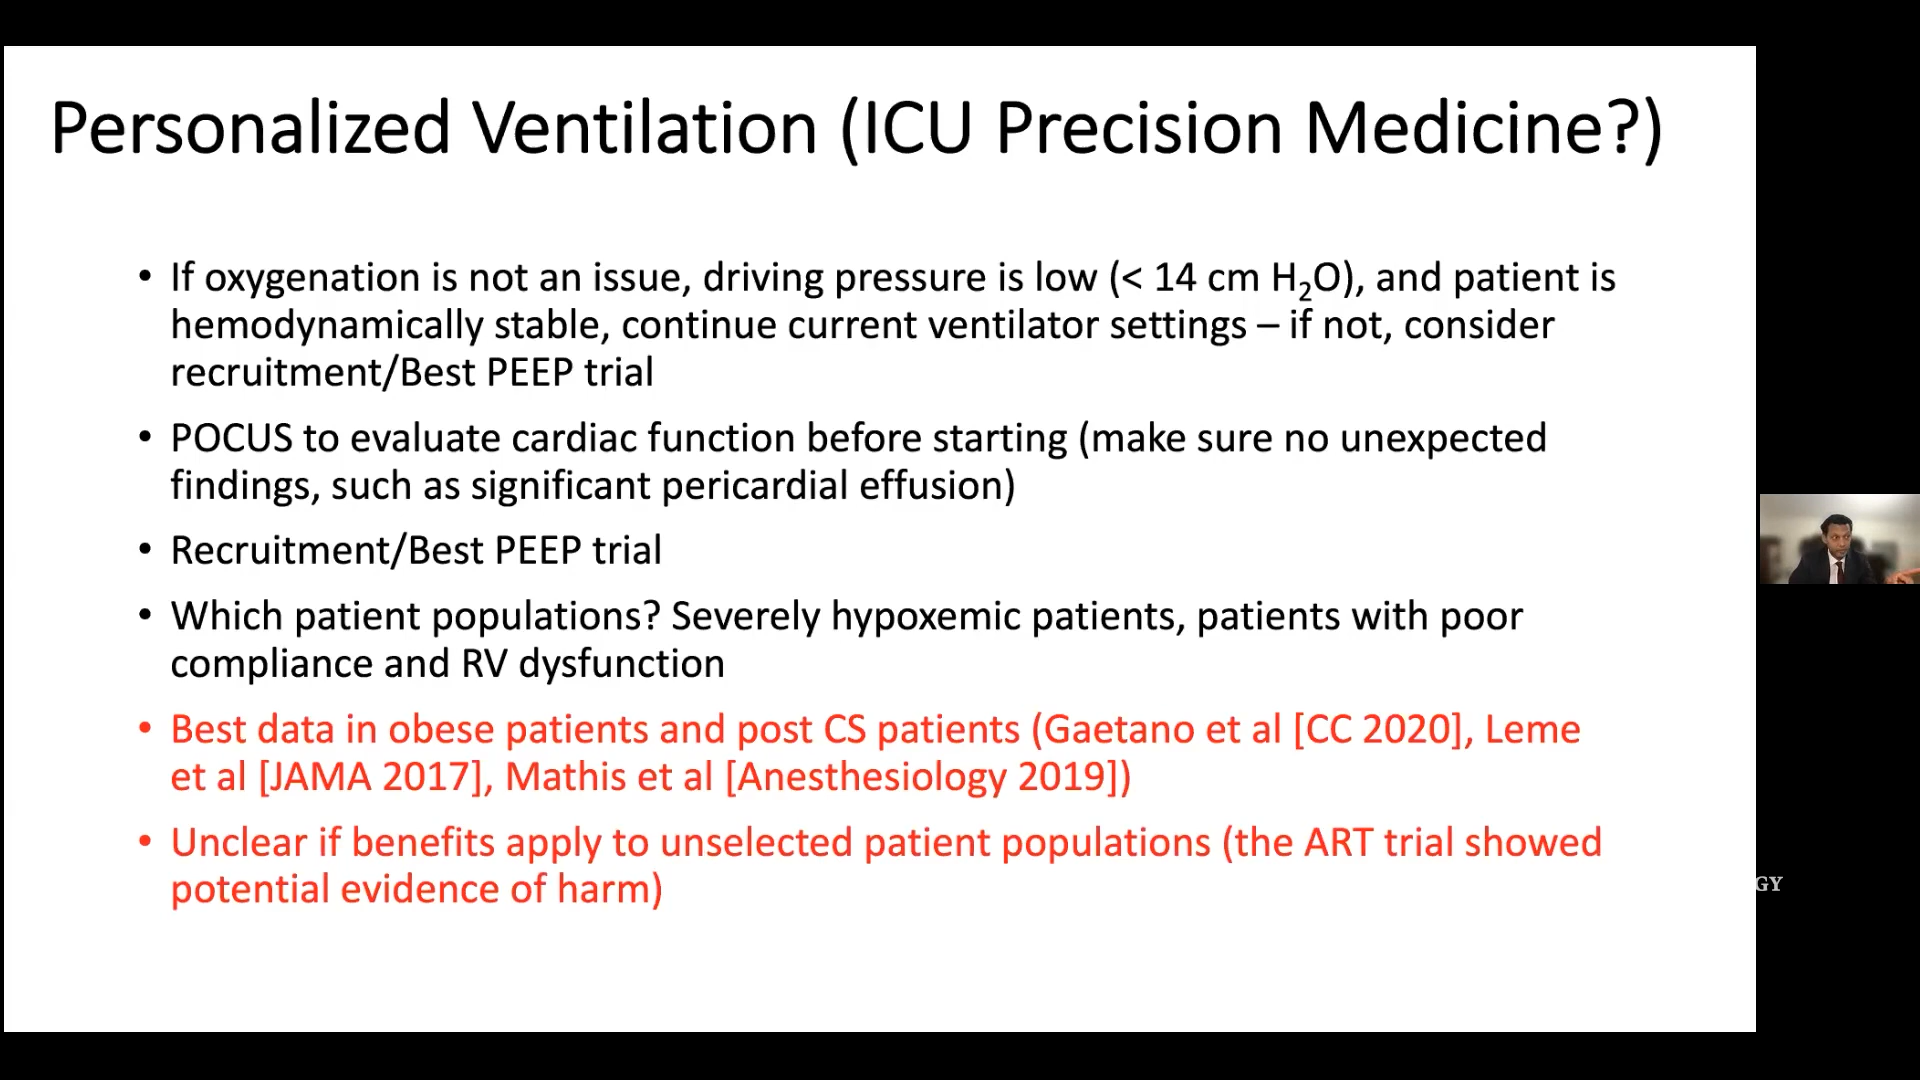 Personalized Ventilation (ICU Precision Medicine?)
• If oxygenation is not an issue, driving pressure is low (< 14 cm H₂O), and patient is
hemodynamically stable, continue current ventilator settings – if not, consider
recruitment/Best PEEP trial
• POCUS to evaluate cardiac function before starting (make sure no unexpected
findings, such as significant pericardial effusion)
• Recruitment/Best PEEP trial
• Which patient populations? Severely hypoxemic patients, patients with poor
compliance and RV dysfunction
• Best data in obese patients and post CS patients (Gaetano et al [CC 2020], Leme
et al [JAMA 2017], Mathis et al [Anesthesiology 2019])
• Unclear if benefits apply to unselected patient populations (the ART trial showed
potential evidence of harm)
GY